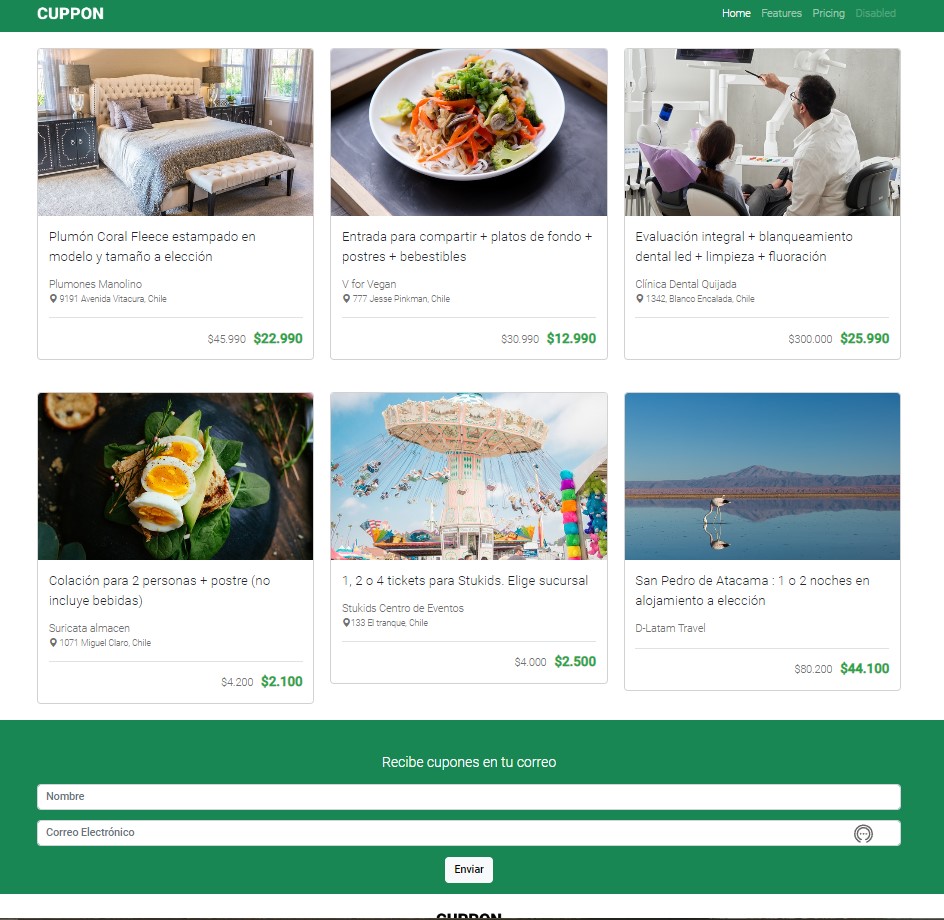 CUPPON
Home Features Pricing Disabled
Plumón Coral Fleece estampado en
modelo y tamaño a elección
Plumones Manolino
9191 Avenida Vitacura, Chile
$45.990 $22.990
Entrada para compartir + platos de fondo +
postres + bebestibles
V for Vegan
777 Jesse Pinkman, Chile
$30.990 $12.990
Evaluación integral + blanqueamiento
dental led + limpieza + fluoración
Clínica Dental Quijada
1342, Blanco Encalada, Chile
$300.000 $25.990
Colación para 2 personas + postre (no
incluye bebidas)
Suricata almacen
1071 Miguel Claro, Chile
$4.200 $2.100
1, 2 o 4 tickets para Stukids. Elige sucursal
Stukids Centro de Eventos
133 El tranque, Chile
$4.000 $2.500
San Pedro de Atacama : 1 o 2 noches en
alojamiento a elección
D-Latam Travel
$80.200 $44.100
Recibe cupones en tu correo
Nombre
Correo Electrónico
Enviar
CUPPON